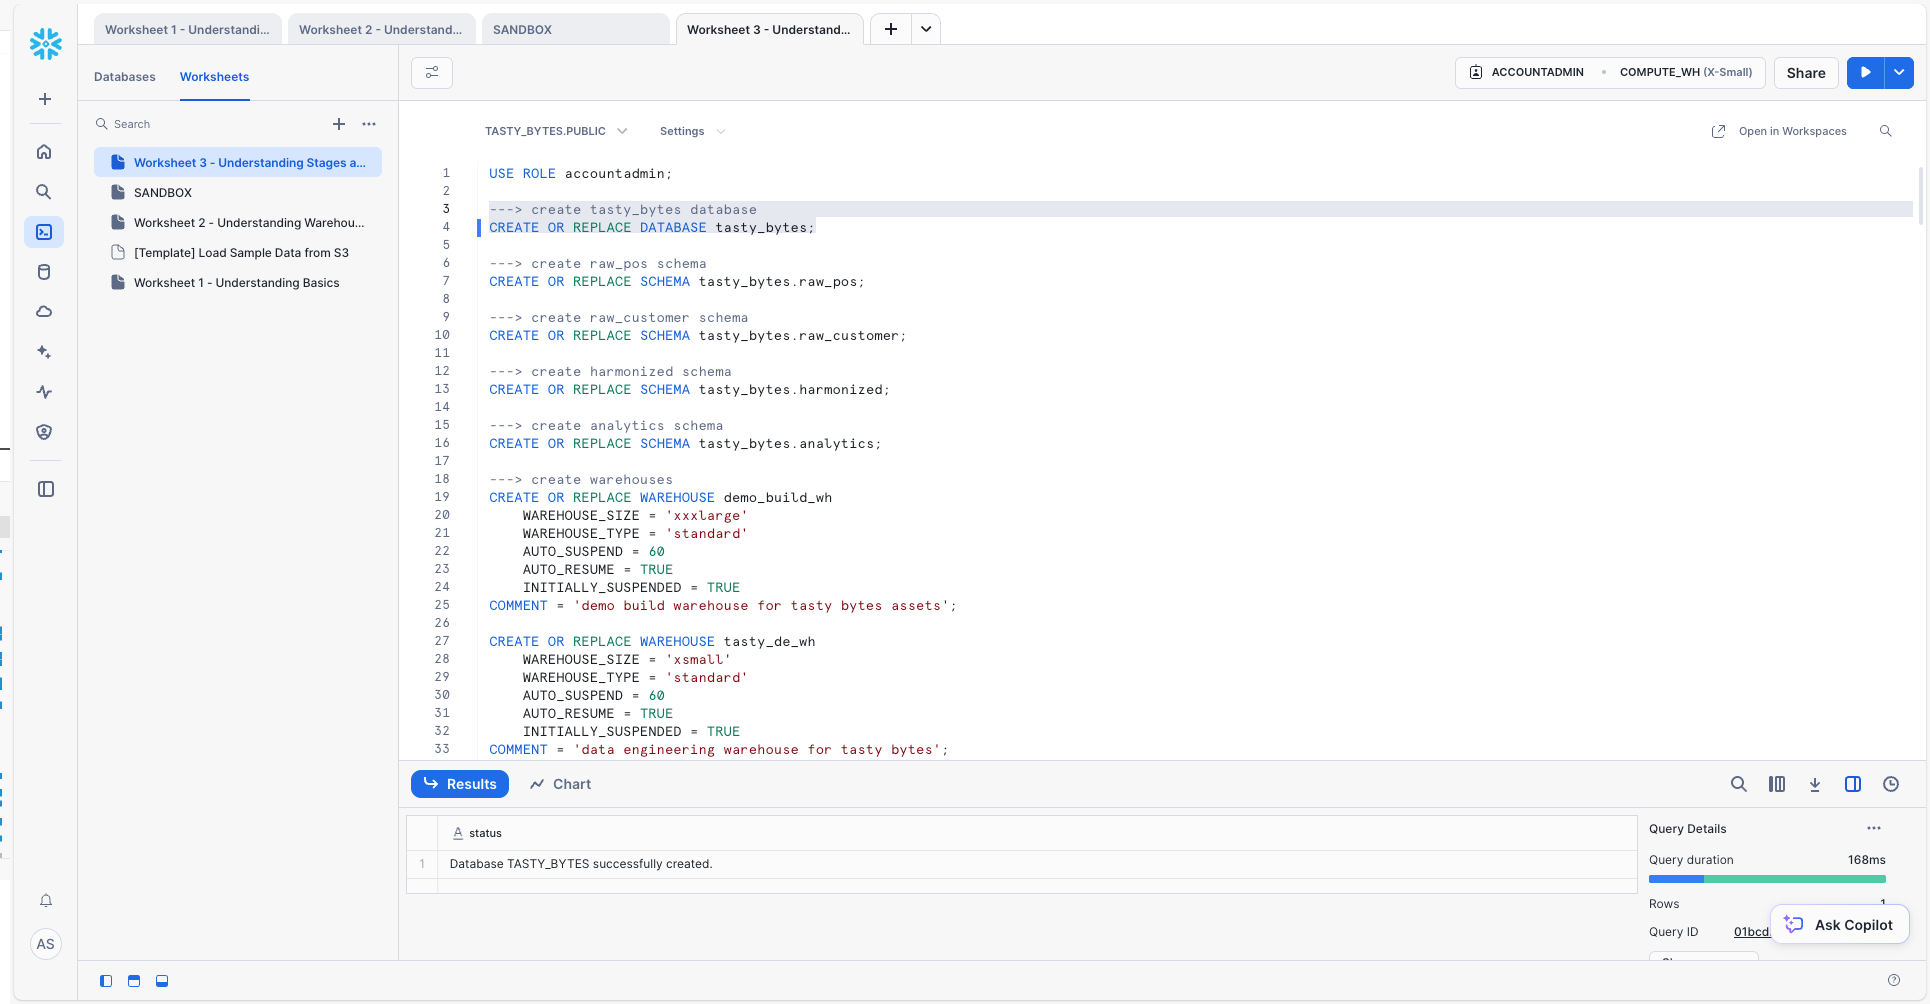 Worksheet 1 - Understandi...
Worksheet 2 - Understand...
SANDBOX
Worksheet 3 - Understand...
Databases
Worksheets
ACCOUNTADMIN
COMPUTE_WH (X-Small)
Share
Search
TASTY_BYTES.PUBLIC
Settings
Open in Workspaces
Worksheet 3 - Understanding Stages a...
SANDBOX
Worksheet 2 - Understanding Warehou...
[Template] Load Sample Data from S3
Worksheet 1 - Understanding Basics
1 USE ROLE accountadmin;
2
3 ---> create tasty_bytes database
4 CREATE OR REPLACE DATABASE tasty_bytes;
5
6 ---> create raw_pos schema
7 CREATE OR REPLACE SCHEMA tasty_bytes.raw_pos;
8
9 ---> create raw_customer schema
10 CREATE OR REPLACE SCHEMA tasty_bytes.raw_customer;
11
12 ---> create harmonized schema
13 CREATE OR REPLACE SCHEMA tasty_bytes.harmonized;
14
15 ---> create analytics schema
16 CREATE OR REPLACE SCHEMA tasty_bytes.analytics;
17
18 ---> create warehouses
19 CREATE OR REPLACE WAREHOUSE demo_build_wh
20 WAREHOUSE_SIZE = 'xxxlarge'
21 WAREHOUSE_TYPE = 'standard'
22 AUTO_SUSPEND = 60
23 AUTO_RESUME = TRUE
24 INITIALLY_SUSPENDED = TRUE
25 COMMENT = 'demo build warehouse for tasty bytes assets';
26
27 CREATE OR REPLACE WAREHOUSE tasty_de_wh
28 WAREHOUSE_SIZE = 'xsmall'
29 WAREHOUSE_TYPE = 'standard'
30 AUTO_SUSPEND = 60
31 AUTO_RESUME = TRUE
32 INITIALLY_SUSPENDED = TRUE
33 COMMENT = 'data engineering warehouse for tasty bytes';
Results
Chart
A status
1 Database TASTY_BYTES successfully created.
Query Details
Query duration 168ms
Rows 1
Query ID 01bcd
Ask Copilot
AS